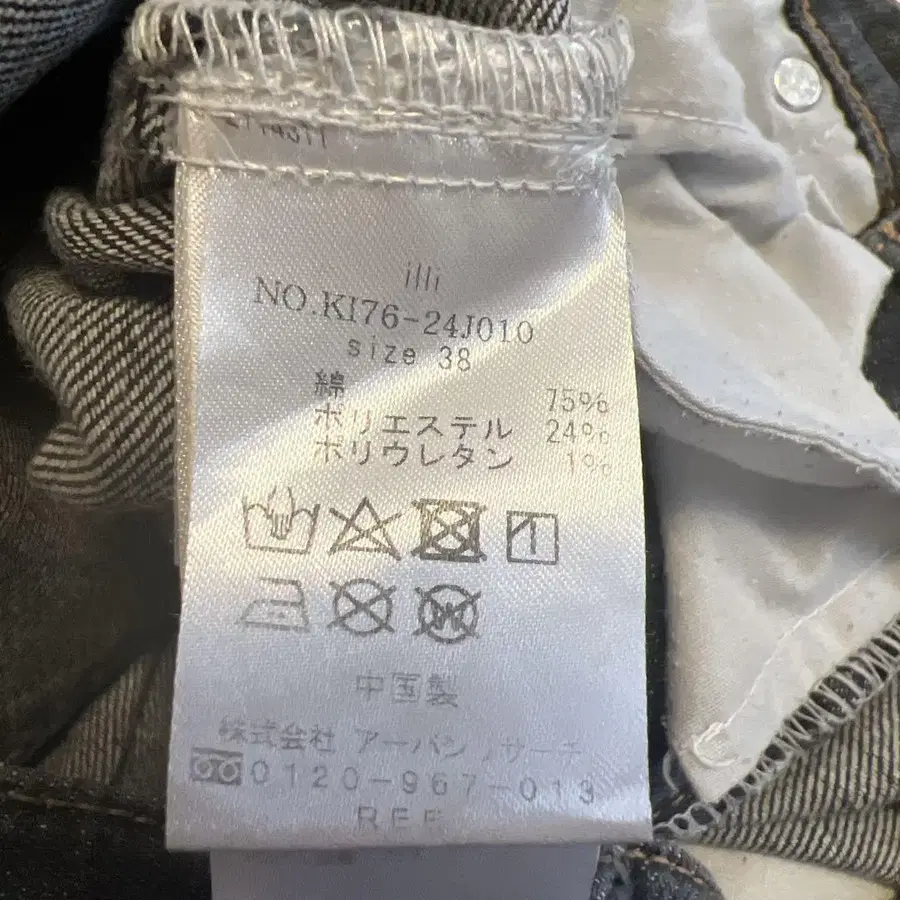 illi
NO.KI76-24J010
size 38
綿 75%
ポリエステル 24%
ポリウレタン 1%
中国製
株式会社 アーバンリサーチ
0120-967-013